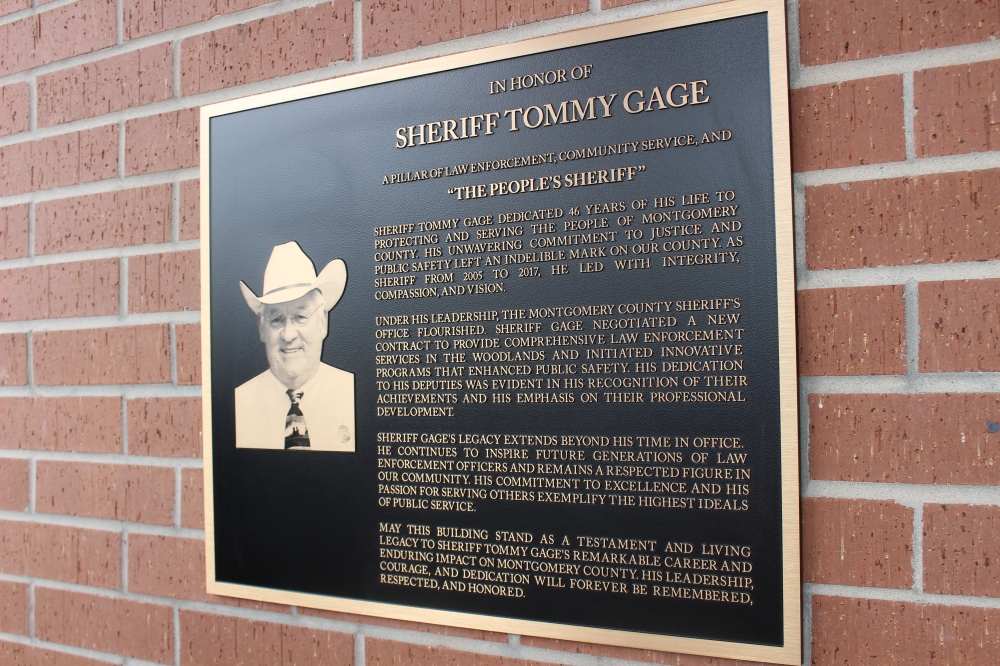 IN HONOR OF
SHERIFF TOMMY GAGE
A PILLAR OF LAW ENFORCEMENT, COMMUNITY SERVICE, AND
“THE PEOPLE’S SHERIFF”
SHERIFF TOMMY GAGE DEDICATED 46 YEARS OF HIS LIFE TO
PROTECTING AND SERVING THE PEOPLE OF MONTGOMERY
COUNTY. HIS UNWAVERING COMMITMENT TO JUSTICE AND
PUBLIC SAFETY LEFT AN INDELIBLE MARK ON OUR COUNTY. AS
SHERIFF FROM 2005 TO 2017, HE LED WITH INTEGRITY,
COMPASSION, AND VISION.
UNDER HIS LEADERSHIP, THE MONTGOMERY COUNTY SHERIFF'S
OFFICE FLOURISHED. SHERIFF GAGE NEGOTIATED A NEW
CONTRACT TO PROVIDE COMPREHENSIVE LAW ENFORCEMENT
SERVICES IN THE WOODLANDS AND INITIATED INNOVATIVE
PROGRAMS THAT ENHANCED PUBLIC SAFETY. HIS DEDICATION
TO HIS DEPUTIES WAS EVIDENT IN HIS RECOGNITION OF THEIR
ACHIEVEMENTS AND HIS EMPHASIS ON THEIR PROFESSIONAL
DEVELOPMENT.
SHERIFF GAGE'S LEGACY EXTENDS BEYOND HIS TIME IN OFFICE.
HE CONTINUES TO INSPIRE FUTURE GENERATIONS OF LAW
ENFORCEMENT OFFICERS AND REMAINS A RESPECTED FIGURE IN
OUR COMMUNITY. HIS COMMITMENT TO EXCELLENCE AND HIS
PASSION FOR SERVING OTHERS EXEMPLIFY THE HIGHEST IDEALS
OF PUBLIC SERVICE.
MAY THIS BUILDING STAND AS A TESTAMENT AND LIVING
LEGACY TO SHERIFF TOMMY GAGE'S REMARKABLE CAREER AND
ENDURING IMPACT ON MONTGOMERY COUNTY. HIS LEADERSHIP,
COURAGE, AND DEDICATION WILL FOREVER BE REMEMBERED,
RESPECTED, AND HONORED.